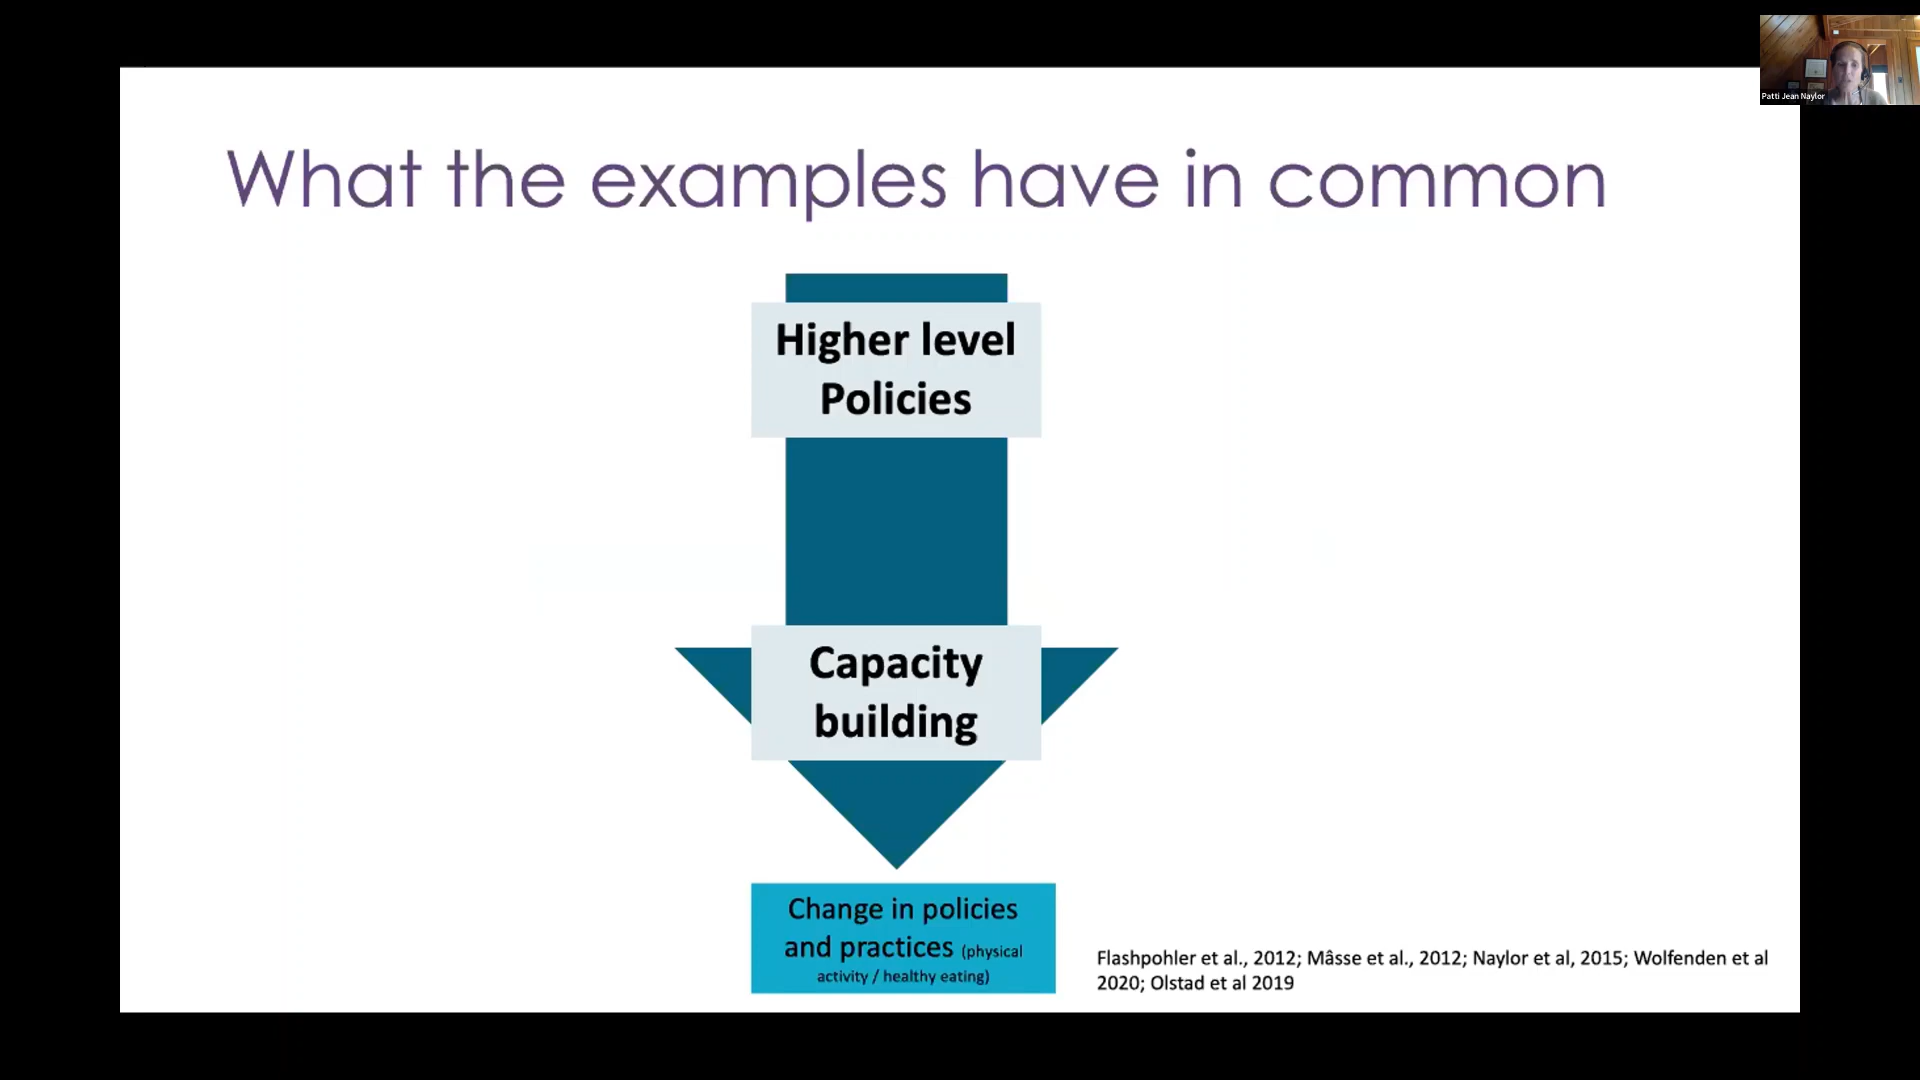 Patti Jean Naylor
What the examples have in common
Higher level
Policies
Capacity
building
Change in policies
and practices (physical
activity / healthy eating)
Flashpohler et al., 2012; Mâsse et al., 2012; Naylor et al, 2015; Wolfenden et al
2020; Olstad et al 2019